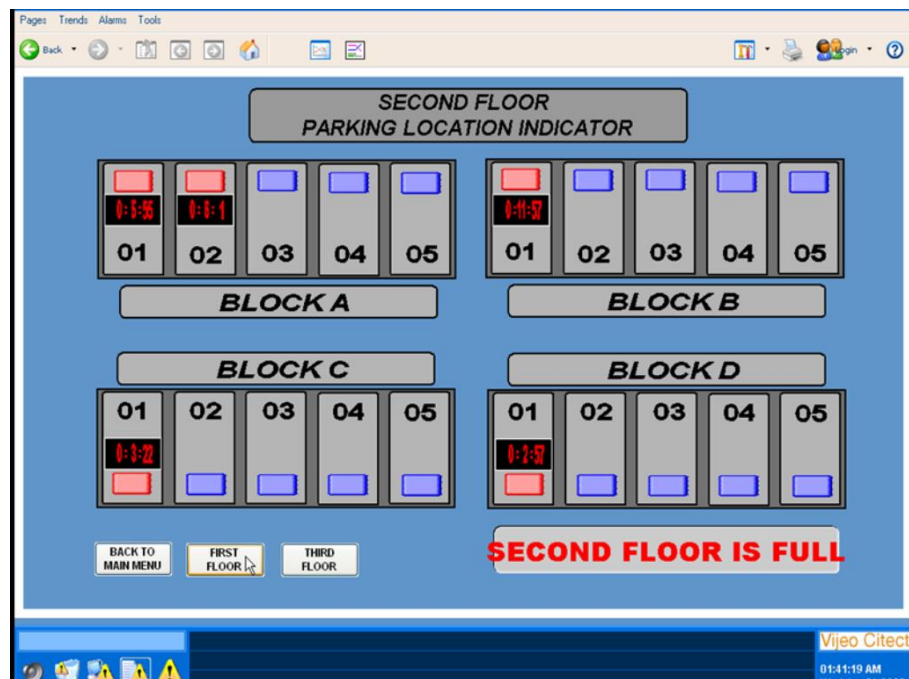 Pages Trends Alarms Tools
Back
SECOND FLOOR
PARKING LOCATION INDICATOR
0:5:55 0:6:1
01 02 03 04 05
BLOCK A
0:11:57
01 02 03 04 05
BLOCK B
BLOCK C
01 02 03 04 05
0:3:22
BLOCK D
01 02 03 04 05
0:2:57
BACK TO
MAIN MENU
FIRST
FLOOR
THIRD
FLOOR
SECOND FLOOR IS FULL
Vijeo Citect
01:41:19 AM